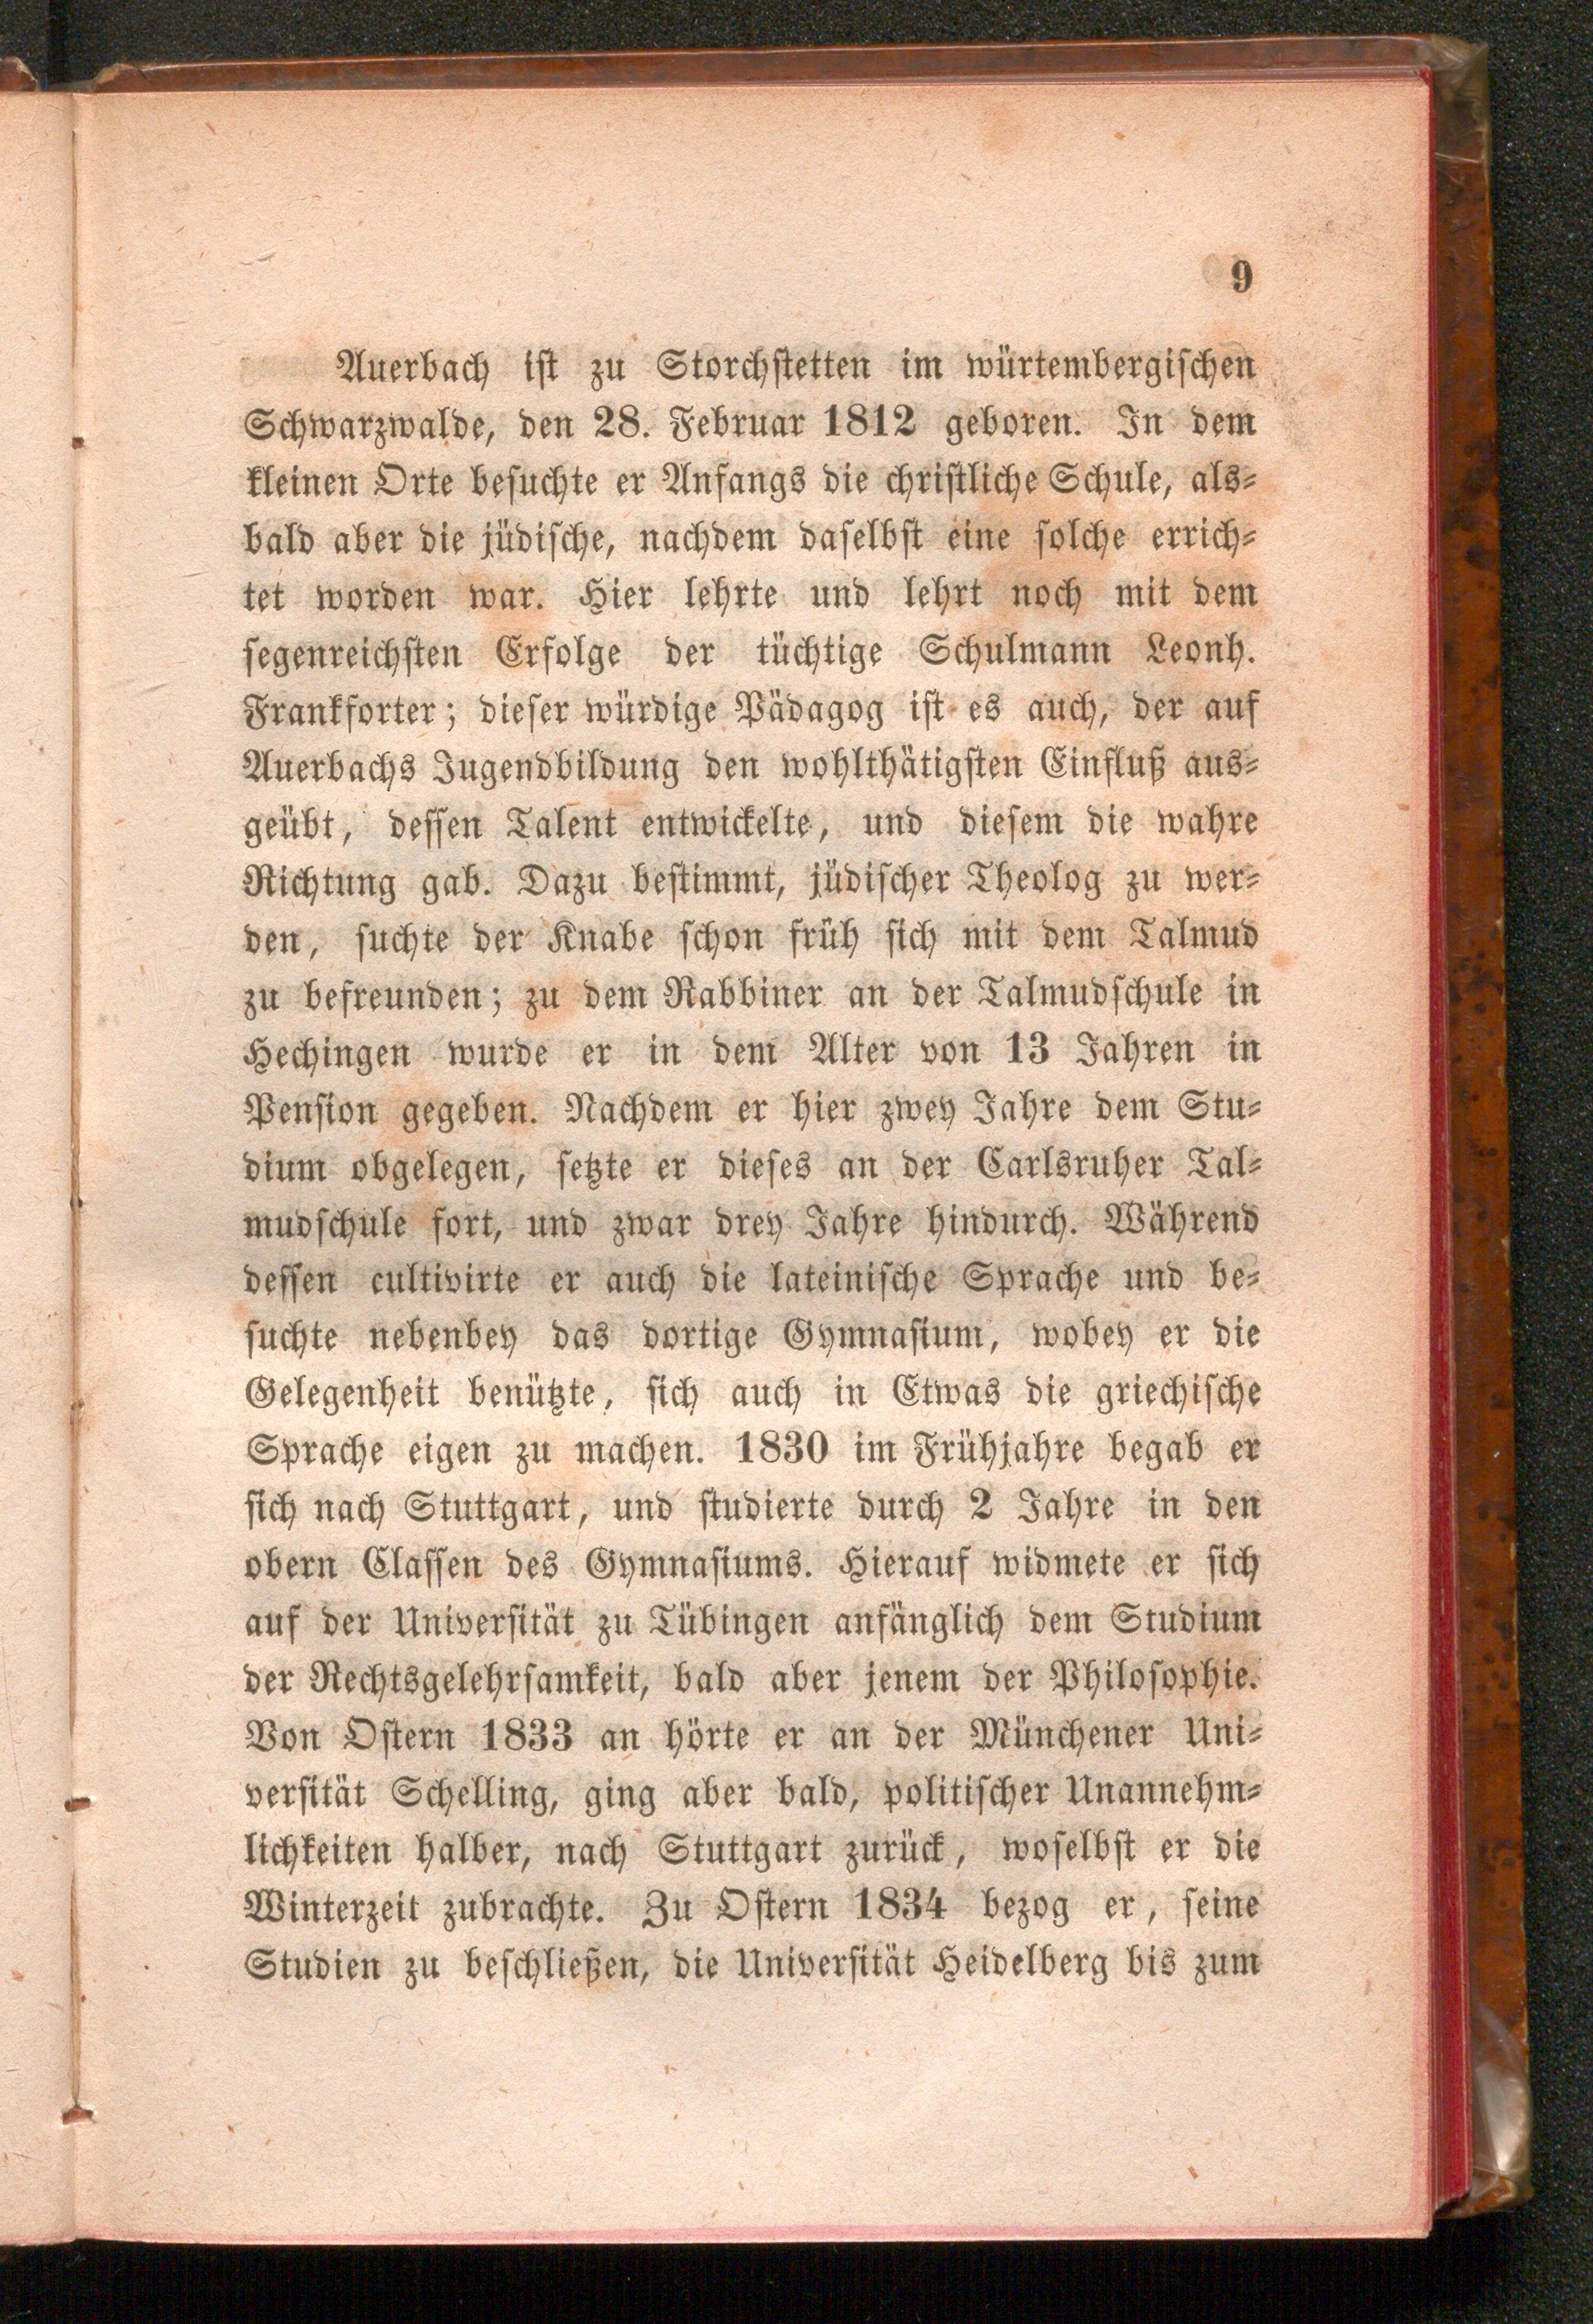 9
Auerbach ist zu Storchstetten im würtembergischen
Schwarzwalde, den 28. Februar 1812 geboren. In dem
kleinen Orte besuchte er Anfangs die christliche Schule, als-
bald aber die jüdische, nachdem daselbst eine solche errich-
tet worden war. Hier lehrte und lehrt noch mit dem
segenreichsten Erfolge der tüchtige Schulmann Leonh.
Frankforter; dieser würdige Pädagog ist es auch, der auf
Auerbachs Jugendbildung den wohlthätigsten Einfluß aus-
geübt, dessen Talent entwickelte, und diesem die wahre
Richtung gab. Dazu bestimmt, jüdischer Theolog zu wer-
den, suchte der Knabe schon früh sich mit dem Talmud
zu befreunden; zu dem Rabbiner an der Talmudschule in
Hechingen wurde er in dem Alter von 13 Jahren in
Pension gegeben. Nachdem er hier zwey Jahre dem Stu-
dium obgelegen, setzte er dieses an der Carlsruher Tal-
mudschule fort, und zwar drey Jahre hindurch. Während
dessen cultivirte er auch die lateinische Sprache und be-
suchte nebenbey das dortige Gymnasium, wobey er die
Gelegenheit benützte, sich auch in Etwas die griechische
Sprache eigen zu machen. 1830 im Frühjahre begab er
sich nach Stuttgart, und studierte durch 2 Jahre in den
obern Classen des Gymnasiums. Hierauf widmete er sich
auf der Universität zu Tübingen anfänglich dem Studium
der Rechtsgelehrsamkeit, bald aber jenem der Philosophie.
Von Ostern 1833 an hörte er an der Münchener Uni-
versität Schelling, ging aber bald, politischer Unannehm-
lichkeiten halber, nach Stuttgart zurück, woselbst er die
Winterzeit zubrachte. Zu Ostern 1834 bezog er, seine
Studien zu beschließen, die Universität Heidelberg bis zum